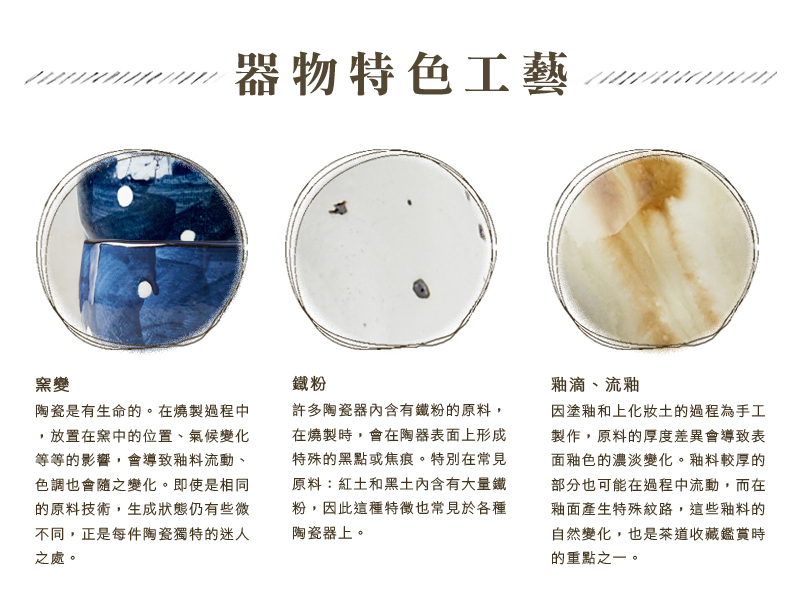 器物特色工藝
窯變
陶瓷是有生命的。在燒製過程中
，放置在窯中的位置、氣候變化
等等的影響，會導致釉料流動、
色調也會隨之變化。即使是相同
的原料技術，生成狀態仍有些微
不同，正是每件陶瓷獨特的迷人
之處。
鐵粉
許多陶瓷器內含有鐵粉的原料，
在燒製時，會在陶器表面上形成
特殊的黑點或焦痕。特別在常見
原料：紅土和黑土內含有大量鐵
粉，因此這種特徵也常見於各種
陶瓷器上。
釉滴、流釉
因塗釉和上化妝土的過程為手工
製作，原料的厚度差異會導致表
面釉色的濃淡變化。釉料較厚的
部分也可能在過程中流動，而在
釉面產生特殊紋路，這些釉料的
自然變化，也是茶道收藏鑑賞時
的重點之一。